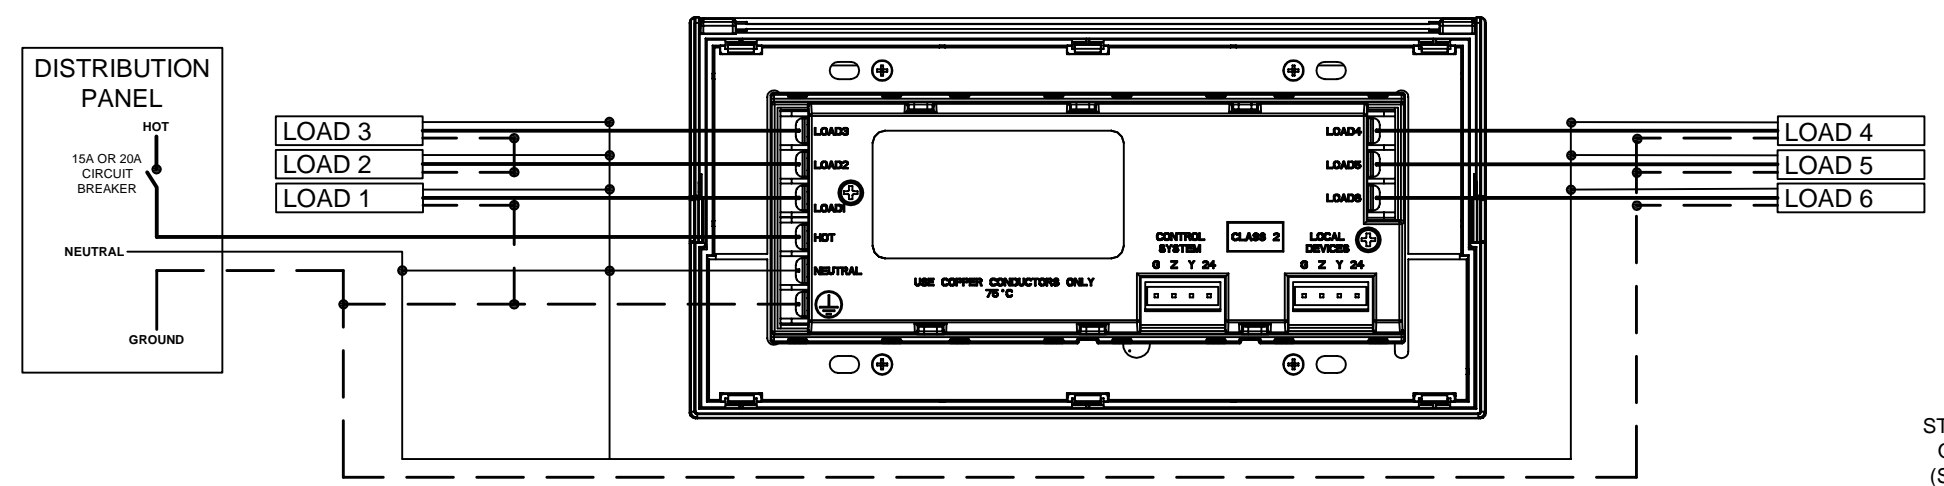 DISTRIBUTION
PANEL
HOT
15A OR 20A
CIRCUIT
BREAKER
NEUTRAL
GROUND
LOAD 3
LOAD 2
LOAD 1
LOAD3
LOAD2
LOAD1
HOT
NEUTRAL
USE COPPER CONDUCTORS ONLY
75°C
CONTROL
SYSTEM
G Z Y 24
CLASS 2
LOCAL
DEVICES
G Z Y 24
LOAD4
LOAD5
LOAD6
LOAD 4
LOAD 5
LOAD 6